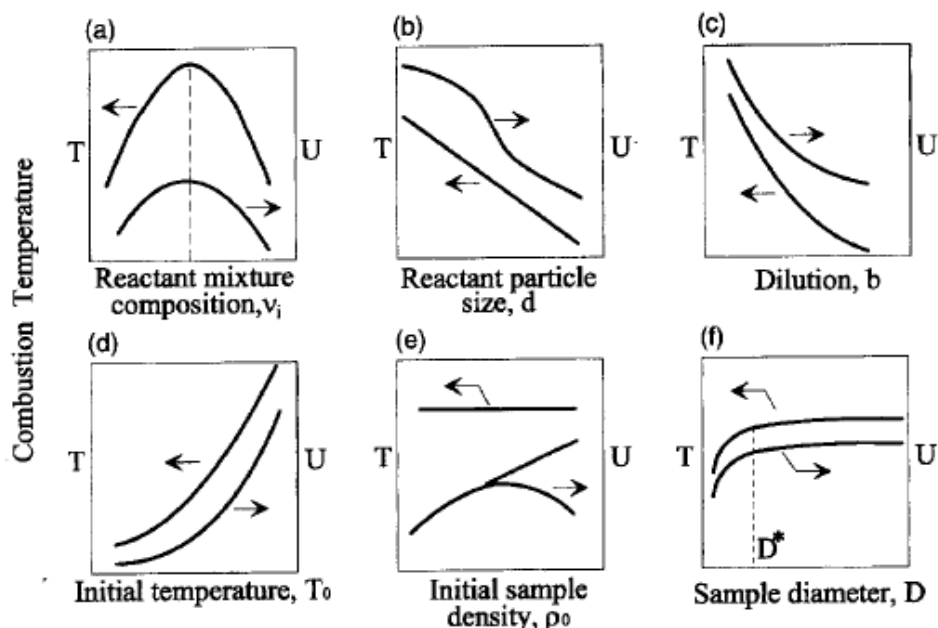 (a)
(b)
(c)
T
U
T
U
T
U
Reactant mixture
composition,νᵢ
Reactant particle
size, d
Dilution, b
Combustion Temperature
(d)
(e)
(f)
T
U
T
U
T
U
D*
Initial temperature, T₀
Initial sample
density, ρ₀
Sample diameter, D